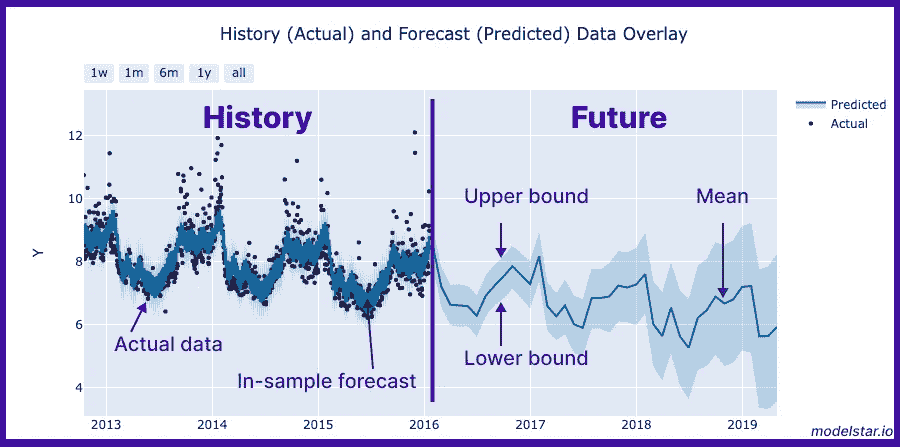 History (Actual) and Forecast (Predicted) Data Overlay
1w 1m 6m 1y all
History
Future
Predicted
Actual
Upper bound
Mean
Actual data
Lower bound
In-sample forecast
Y
12
10
8
6
4
2013 2014 2015 2016 2017 2018 2019
modelstar.io